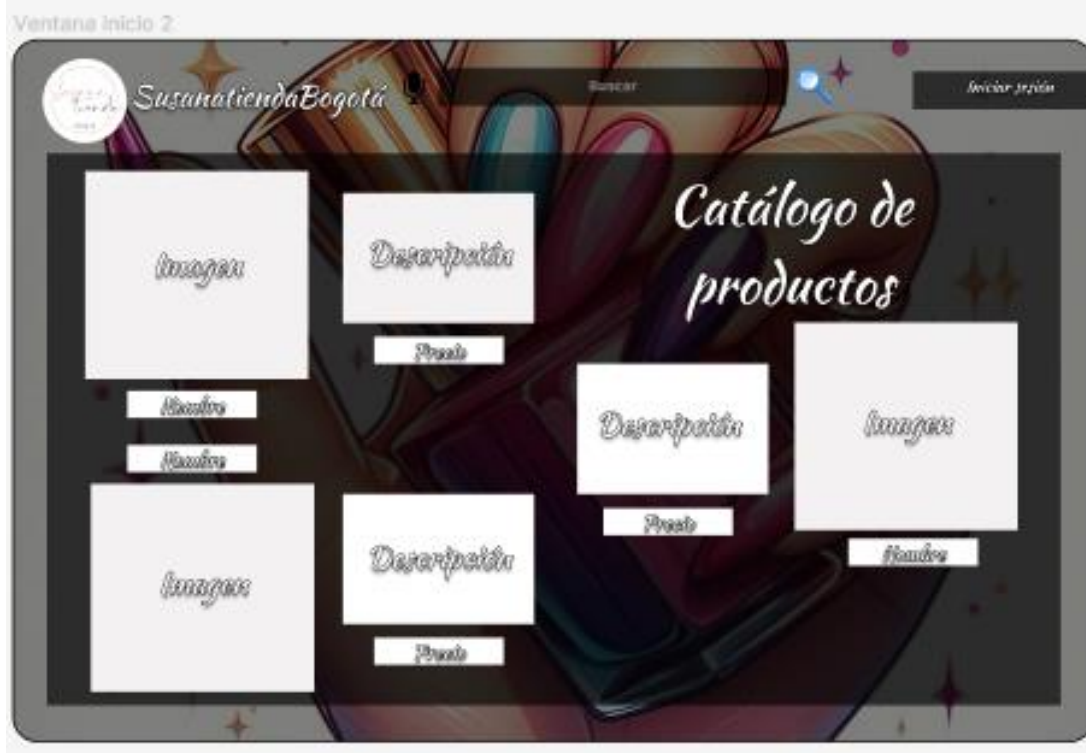 Ventana inicio 2
SusanatiendaBogotá
Buscar
Iniciar sesión
Catálogo de
productos
Imagen
Descripción
Precio
Nombre
Nombre
Imagen
Descripción
Precio
Descripción
Imagen
Precio
Nombre